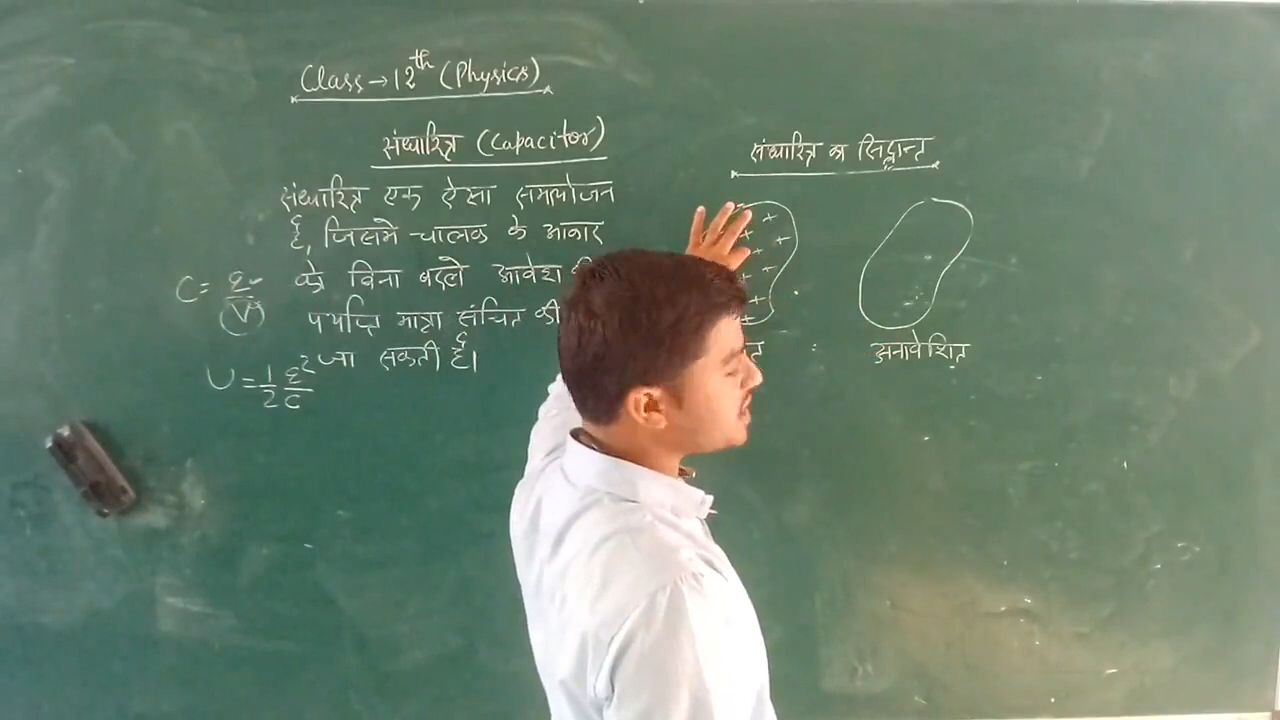 Class→12th (Physics)
संधारित्र (Capacitor)
संधारित्र एक ऐसा समायोजन
है, जिसमे चालक के आकार
को बिना बदले आवेश की
पर्याप्त मात्रा संचित की
जा सकती है।
C = q/V
U = 1/2 q²/C
संधारित्र का सिद्धान्त
+ + + + + + + +
अनावेशित